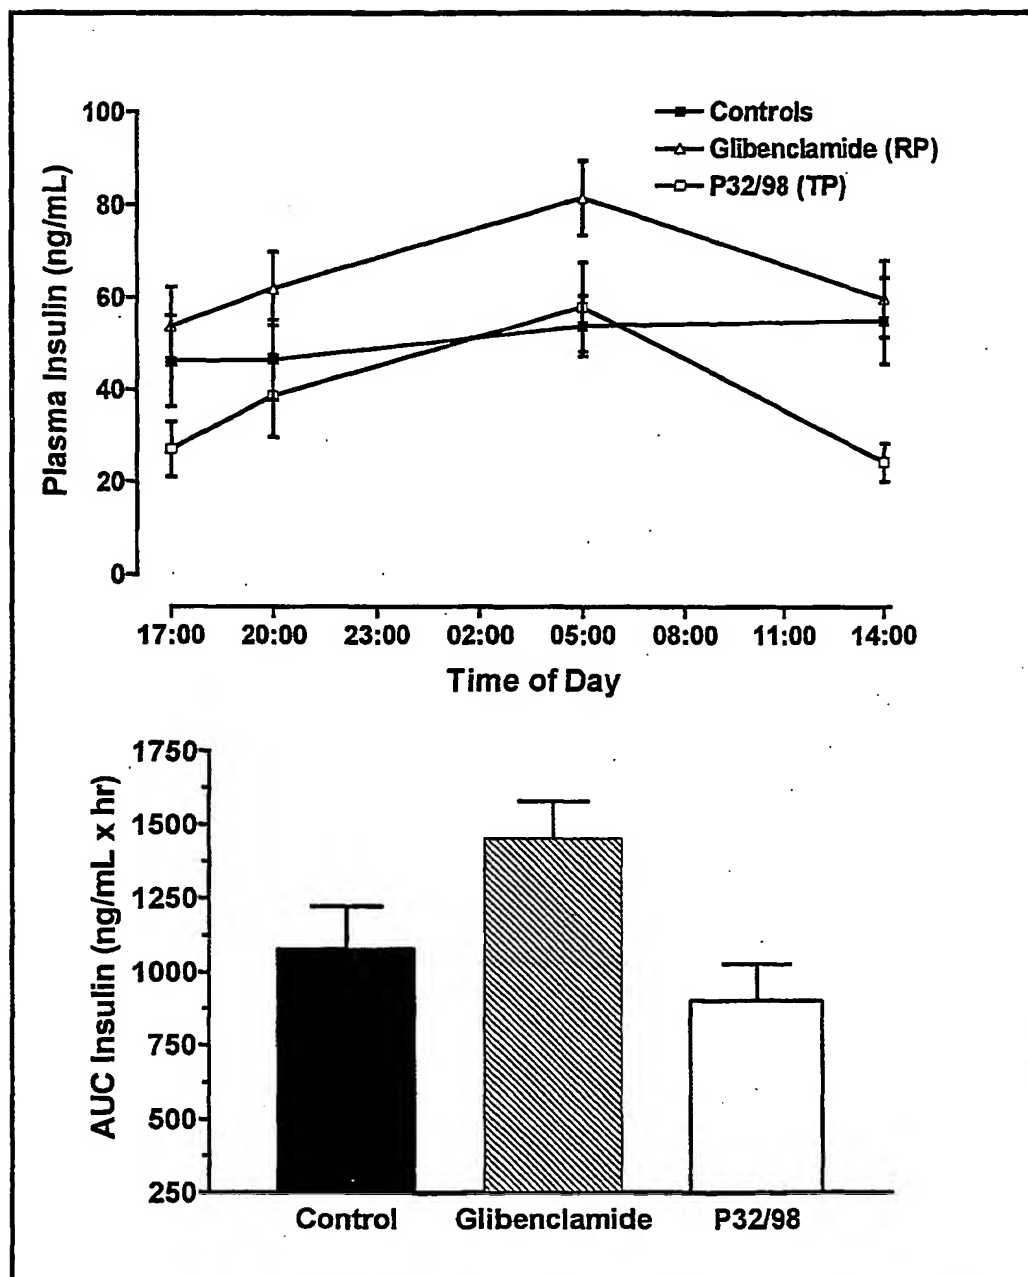 100
Controls
Glibenclamide (RP)
P32/98 (TP)
80
60
40
20
0
Plasma Insulin (ng/mL)
17:00 20:00 23:00 02:00 05:00 08:00 11:00 14:00
Time of Day
1750
1500
1250
1000
750
500
250
AUC Insulin (ng/mL x hr)
Control Glibenclamide P32/98